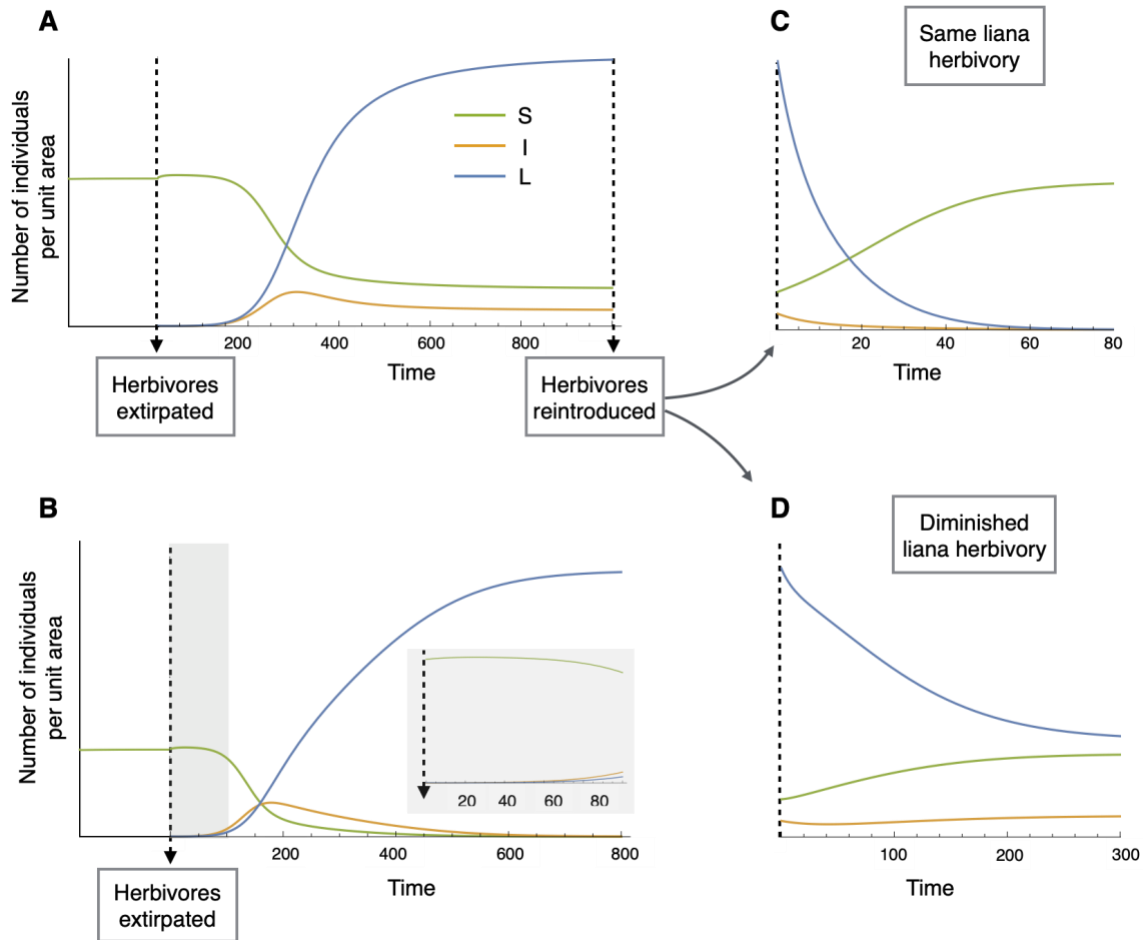 A
Number of individuals
per unit area
S
I
L
200
400
600
800
Time
Herbivores
extirpated
Herbivores
reintroduced
C
Same liana
herbivory
20
40
60
80
Time
B
Number of individuals
per unit area
20
40
60
80
200
400
600
800
Time
Herbivores
extirpated
D
Diminished
liana herbivory
100
200
300
Time